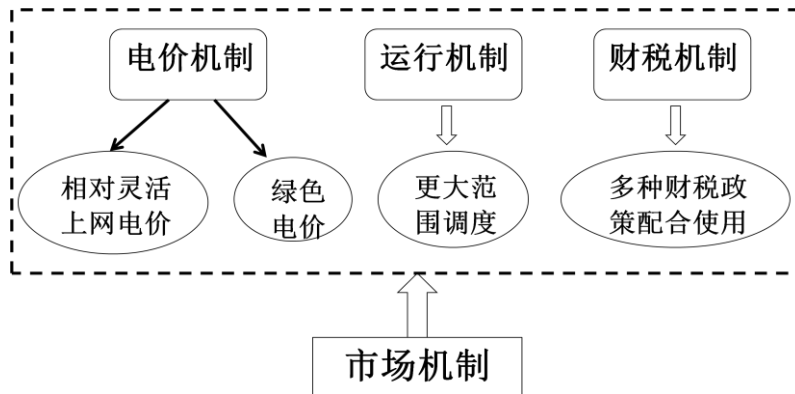 电价机制
运行机制
财税机制
相对灵活
上网电价
绿色
电价
更大范
围调度
多种财税政
策配合使用
市场机制